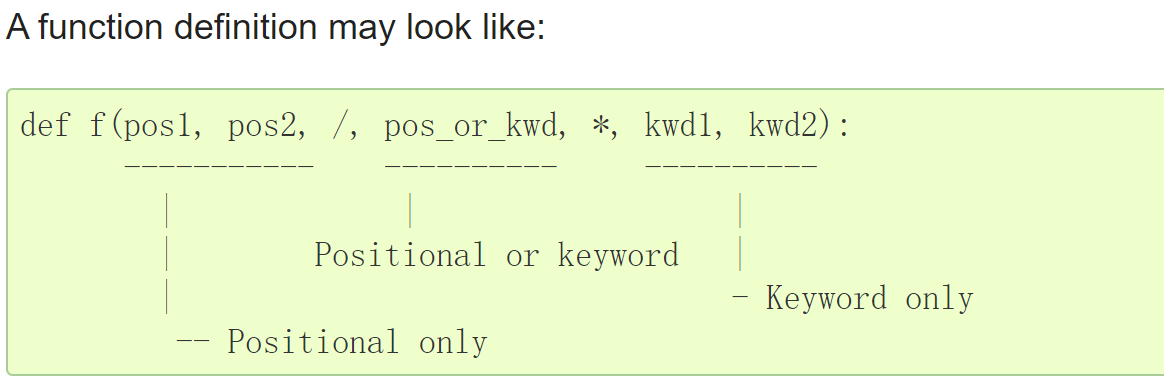 A function definition may look like:
def f(pos1, pos2, /, pos_or_kwd, *, kwd1, kwd2):
      -----------    ----------     ----------
        |             |                  |
        |        Positional or keyword   |
        |                                - Keyword only
         -- Positional only